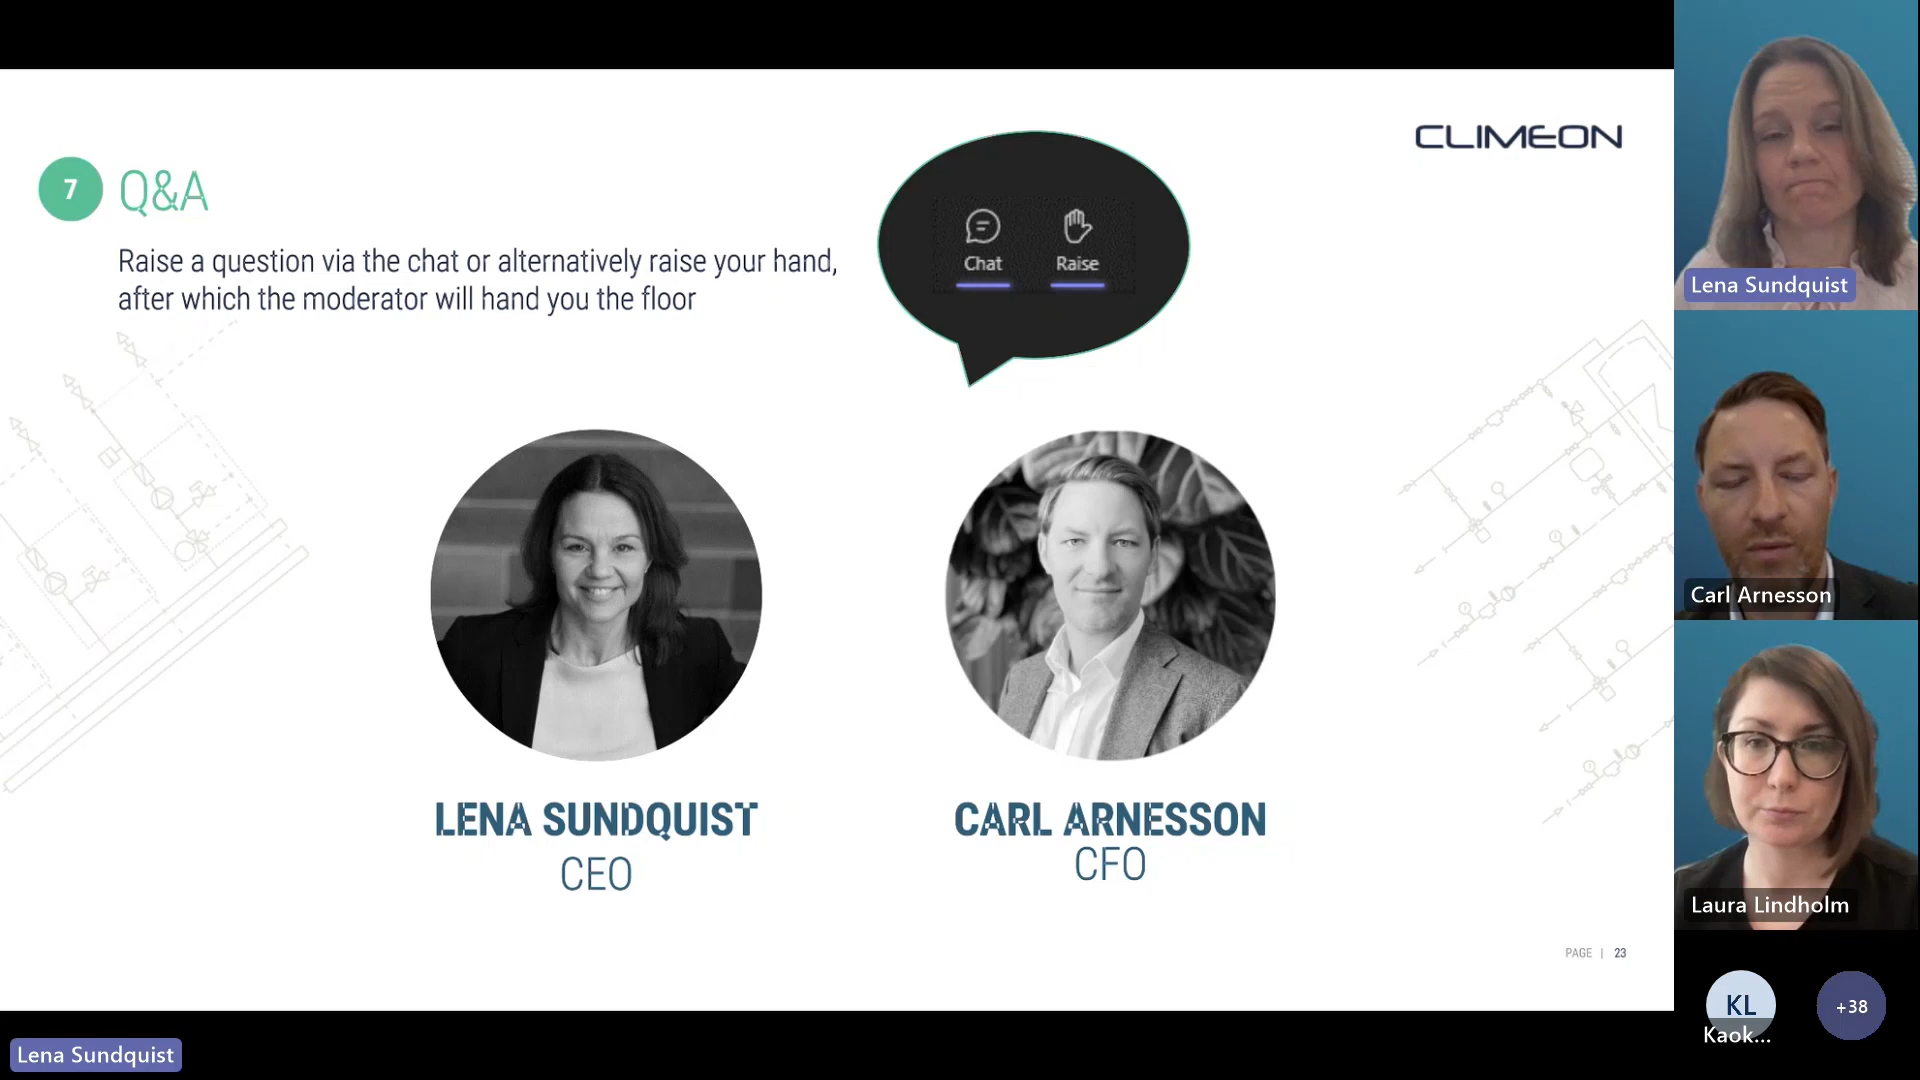 CLIMEON
7
Q&A
Raise a question via the chat or alternatively raise your hand,
after which the moderator will hand you the floor
Chat
Raise
LENA SUNDQUIST
CEO
CARL ARNESSON
CFO
PAGE | 23
Lena Sundquist
Carl Arnesson
Laura Lindholm
KL
Kaok...
+38
Lena Sundquist